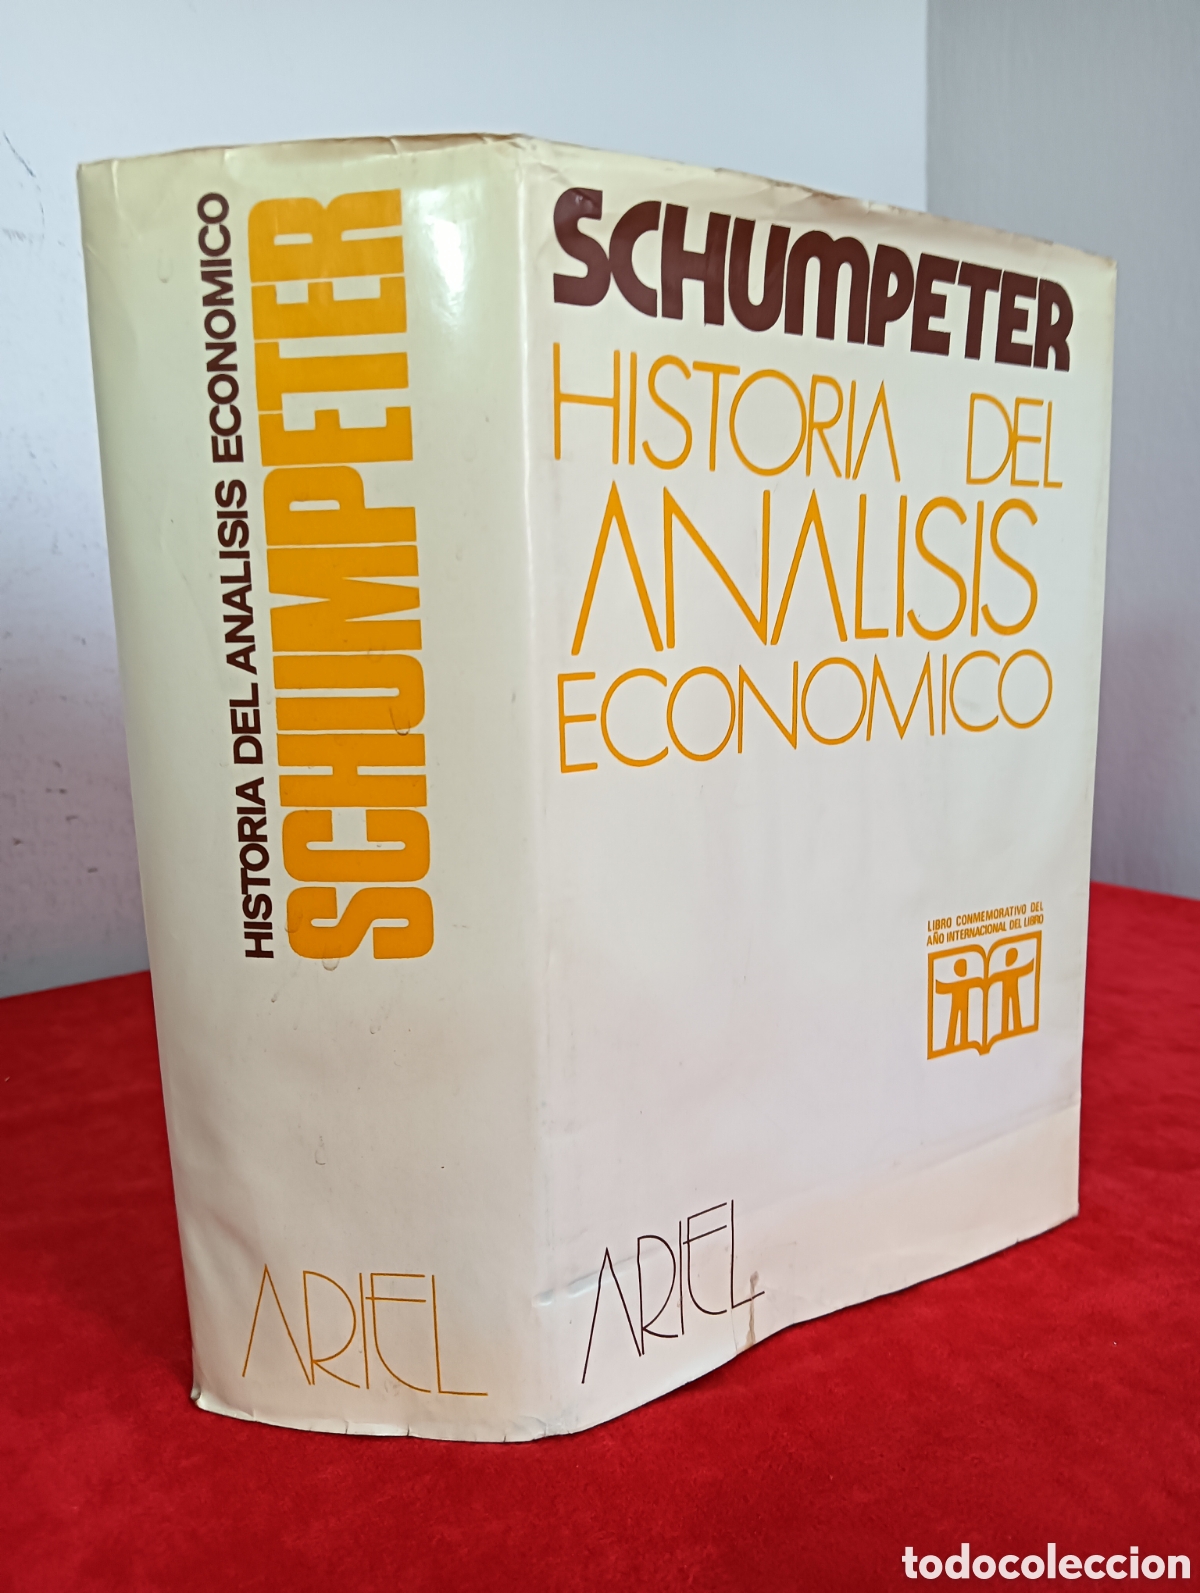 HISTORIA DEL ANALISIS ECONOMICO
SCHUMPETER
ARIEL
SCHUMPETER
HISTORIA DEL
ANALISIS
ECONOMICO
LIBRO CONMEMORATIVO DEL
AÑO INTERNACIONAL DEL LIBRO
ARIEL
todocoleccion